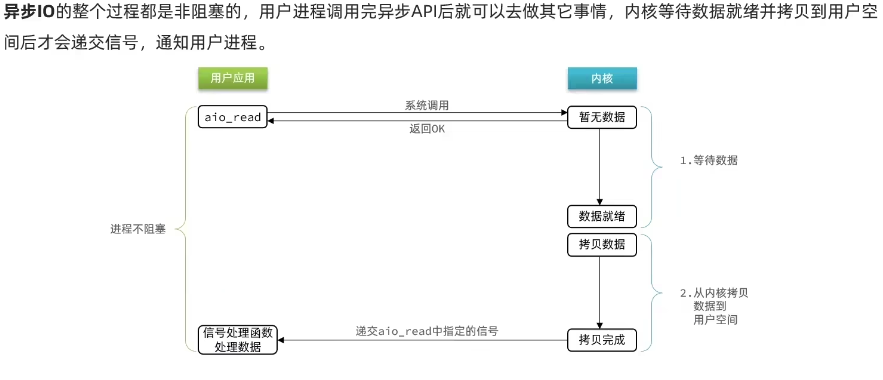 异步IO的整个过程都是非阻塞的，用户进程调用完异步API后就可以去做其它事情，内核等待数据就绪并拷贝到用户空
间后才会递交信号，通知用户进程。
用户应用
内核
aio_read
系统调用
返回OK
暂无数据
1.等待数据
数据就绪
进程不阻塞
拷贝数据
2.从内核拷贝
数据到
用户空间
信号处理函数
处理数据
递交aio_read中指定的信号
拷贝完成